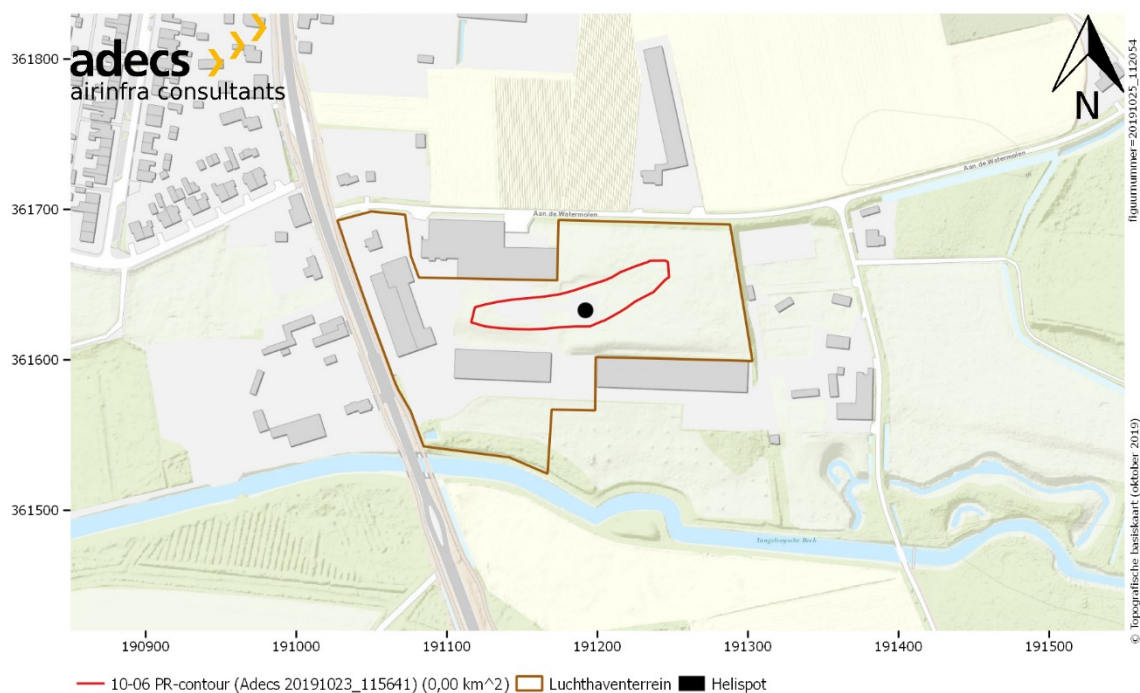 adecs
airinfra consultants
N
figuurnummer=20191025_112054
361800
361700
361600
361500
Aan de Watermolen
Aan de Watermolen
Tungelroysche Beek
© Topografische basiskaart (oktober 2019)
190900
191000
191100
191200
191300
191400
191500
10-06 PR-contour (Adecs 20191023_115641) (0,00 km^2)
Luchthaventerrein
Helispot